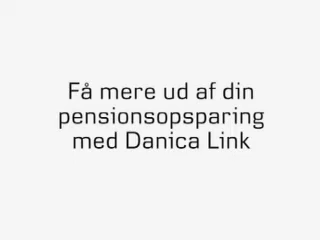 Få mere ud af din
pensionsopsparing
med Danica Link